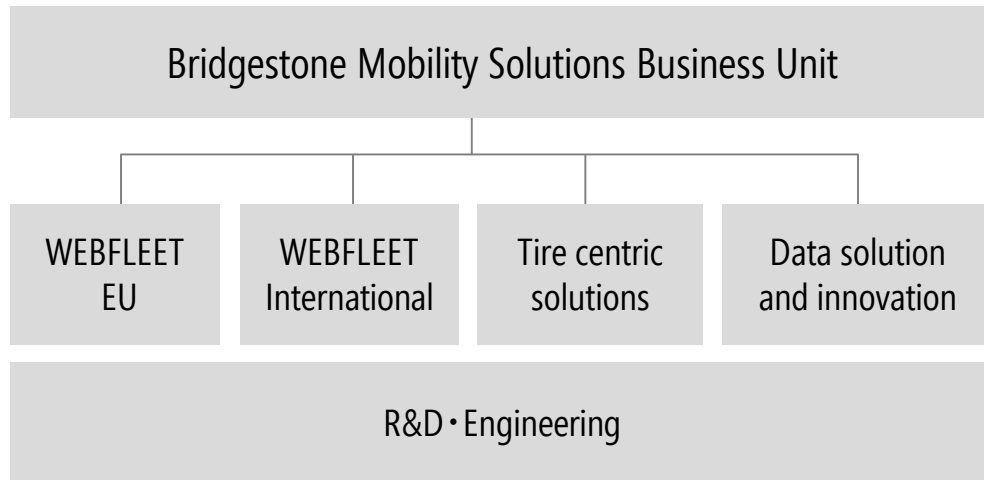 Bridgestone Mobility Solutions Business Unit
WEBFLEET
EU
WEBFLEET
International
Tire centric
solutions
Data solution
and innovation
R&D・Engineering